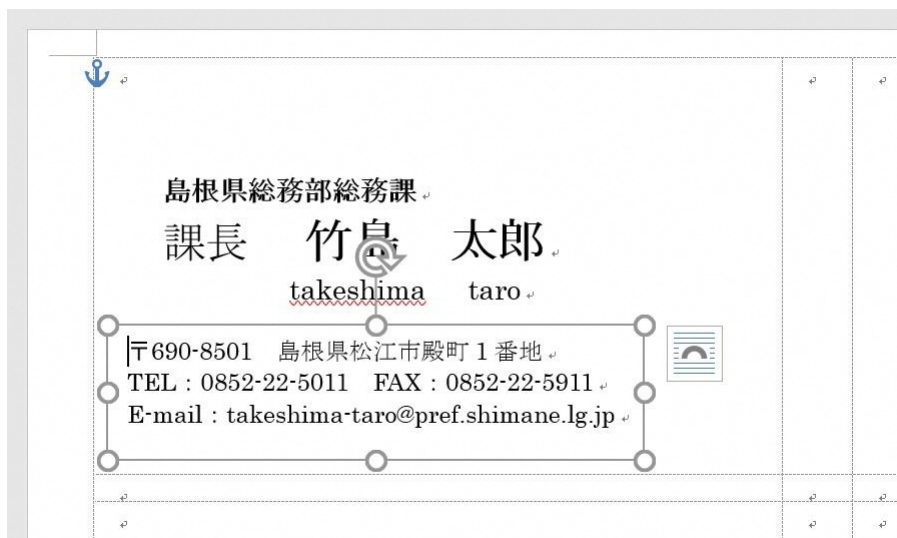 島根県総務部総務課
課長　竹島　太郎
takeshima　taro
〒690-8501　島根県松江市殿町１番地
TEL：0852-22-5011　FAX：0852-22-5911
E-mail：takeshima-taro@pref.shimane.lg.jp